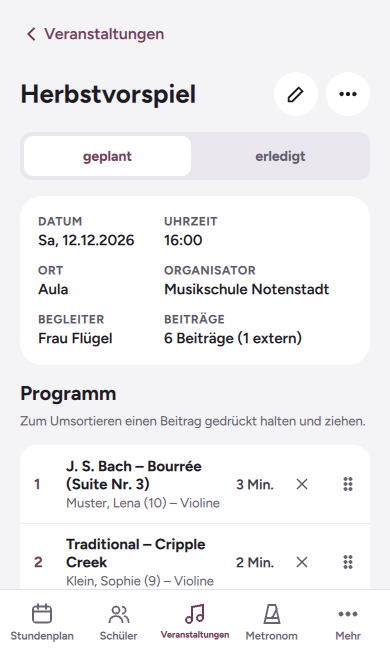 Veranstaltungen
Herbstvorspiel
geplant
erledigt
DATUM
UHRZEIT
Sa, 12.12.2026
16:00
ORT
ORGANISATOR
Aula
Musikschule Notenstadt
BEGLEITER
BEITRÄGE
Frau Flügel
6 Beiträge (1 extern)
Programm
Zum Umsortieren einen Beitrag gedrückt halten und ziehen.
1
J. S. Bach – Bourrée
(Suite Nr. 3)
Muster, Lena (10) – Violine
3 Min.
2
Traditional – Cripple
Creek
Klein, Sophie (9) – Violine
2 Min.
Stundenplan
Schüler
Veranstaltungen
Metronom
Mehr